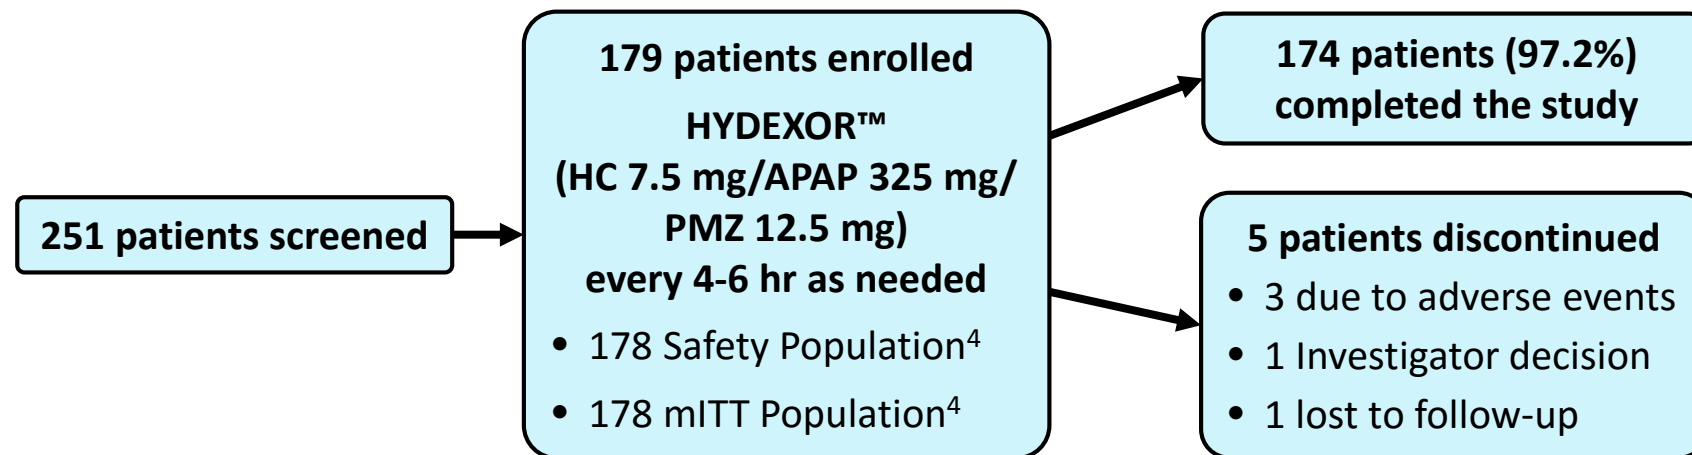 251 patients screened
179 patients enrolled
HYDEXOR™
(HC 7.5 mg/APAP 325 mg/
PMZ 12.5 mg)
every 4-6 hr as needed
• 178 Safety Population⁴
• 178 mITT Population⁴
174 patients (97.2%)
completed the study
5 patients discontinued
• 3 due to adverse events
• 1 Investigator decision
• 1 lost to follow-up